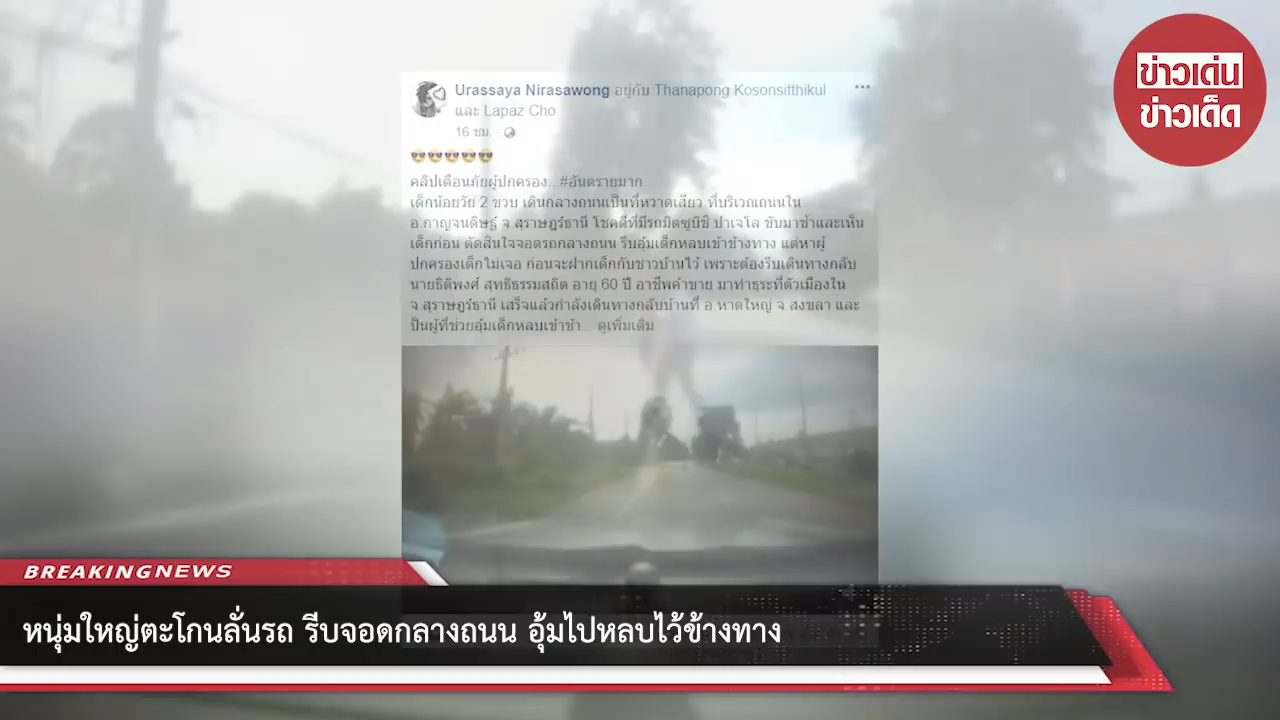 ข่าวเด่น
ข่าวเด็ด
Urassaya Nirasawong อยู่กับ Thanapong Kosonsitthikul
และ Lapaz Cho
16 ชม.
คลิปเตือนภัยผู้ปกครอง...#อันตรายมาก
เด็กน้อยวัย 2 ขวบ เดินกลางถนนเป็นที่หวาดเสียว ที่บริเวณถนนใน
อ.กาญจนดิษฐ์ จ.สุราษฎร์ธานี โชคดีที่มีรถมิตซูบิชิ ปาเจโล ขับมาช้าและเห็น
เด็กก่อน ตัดสินใจจอดรถกลางถนน รีบอุ้มเด็กหลบเข้าข้างทาง แต่หาผู้
ปกครองเด็กไม่เจอ ก่อนจะฝากเด็กกับชาวบ้านไว้ เพราะต้องรีบเดินทางกลับ
นายธิติพงศ์ สุทธิธรรมสถิต อายุ 60 ปี อาชีพค้าขาย มาทำธุระที่ตัวเมืองใน
จ.สุราษฎร์ธานี เสร็จแล้วกำลังเดินทางกลับบ้านที่ อ.หาดใหญ่ จ.สงขลา และ
ป็นผู้ที่ช่วยอุ้มเด็กหลบเข้าข้า... ดูเพิ่มเติม
BREAKINGNEWS
หนุ่มใหญ่ตะโกนลั่นรถ รีบจอดกลางถนน อุ้มไปหลบไว้ข้างทาง